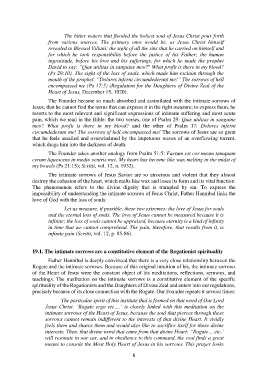 The bitter waters that flooded the holiest soul of Jesus Christ pour forth
from various sources. The primary ones would be, as Jesus Christ himself
revealed to Blessed Villani: the sight of all the sins that he carried on himself and
for which he took responsibility before the justice of his Father; the human
ingratitude, before his love and his sufferings, for which he made the prophet
David to say: "Quæ utilitas in sanguine meo?" What profit is there in my blood?
(Ps 29:10). The sight of the loss of souls, which made him exclaim through the
mouth of the prophet: "Dolores inferni circumdederunt me!" The sorrows of hell
encompassed me (Ps 17:5) (Regulation for the Daughters of Divine Zeal of the
Heart of Jesus, December 15, 1920).
The Founder became so much absorbed and assimilated with the intimate sorrows of
Jesus, that he cannot find the terms that can express it in the right measure; to express them, he
resorts to the most relevant and significant expressions of intimate suffering and most acute
pain, which we read in the Bible: the two verses, one of Psalm 29: Quæ utilitas in sanguine
meo? What profit is there in my blood? and the other of Psalm 17: Dolores inferni
circumdederunt me! The sorrows of hell encompassed me! The sorrows of Jesus are so great
that he feels assailed and overwhelmed by the impetuous waves of an overflowing torrent,
which drags him into the darkness of death.
The Founder takes another analogy from Psalm 21:5: Factum est cor meum tamquam
ceram liquescens in medio ventris mei. My heart has become like wax melting in the midst of
my bowels (Ps 21:15); Scritti, vol. 12, n. 1932).
The intimate sorrows of Jesus Savior are so atrocious and violent that they almost
destroy the cohesion of the heart, which melts like wax and loses its form and its vital function.
The phenomenon refers to the divine dignity that is trampled by sin. To express the
impossibility of understanding the intimate sorrows of Jesus Christ, Father Hannibal links the
love of God with the loss of souls:
Let us measure, if possible, these two extremes: the love of Jesus for souls
and the eternal loss of souls. The love of Jesus cannot be measured because it is
infinite; the loss of souls cannot be appraised, because eternity is a kind of infinity
in time that we cannot comprehend. The pain, therefore, that results from it, is
infinite pain (Scritti, vol. 12, p. 85-86).
19.1. The intimate sorrows are a constitutive element of the Rogationist spirituality
Father Hannibal is deeply convinced that there is a very close relationship between the
Rogate and the intimate sorrows. Because of this original intuition of his, the intimate sorrows
of the Heart of Jesus were the constant object of his meditations, reflections, sermons, and
teachings. The meditation on the intimate sorrows is a constitutive element of the specific
spirituality of the Rogationists and the Daughters of Divine Zeal and enters into our regulations,
precisely because of its close connection with the Rogate. Our Founder repeats it several times:
The particular spirit of this institute that is formed on that word of Our Lord
Jesus Christ: "Rogate ergo etc..." is closely linked with this meditation on the
intimate sorrows of the Heart of Jesus, because the soul that pierces through those
sorrows cannot remain indifferent to the interests of that divine Heart. It vividly
feels them and shares them and would also like to sacrifice itself for those divine
interests. Then, that divine word that came from that divine Heart: "Rogate... etc."
will resonate in our ear, and in obedience to this command, the soul finds a great
means to console the Most Holy Heart of Jesus in his sorrows. This prayer looks
6